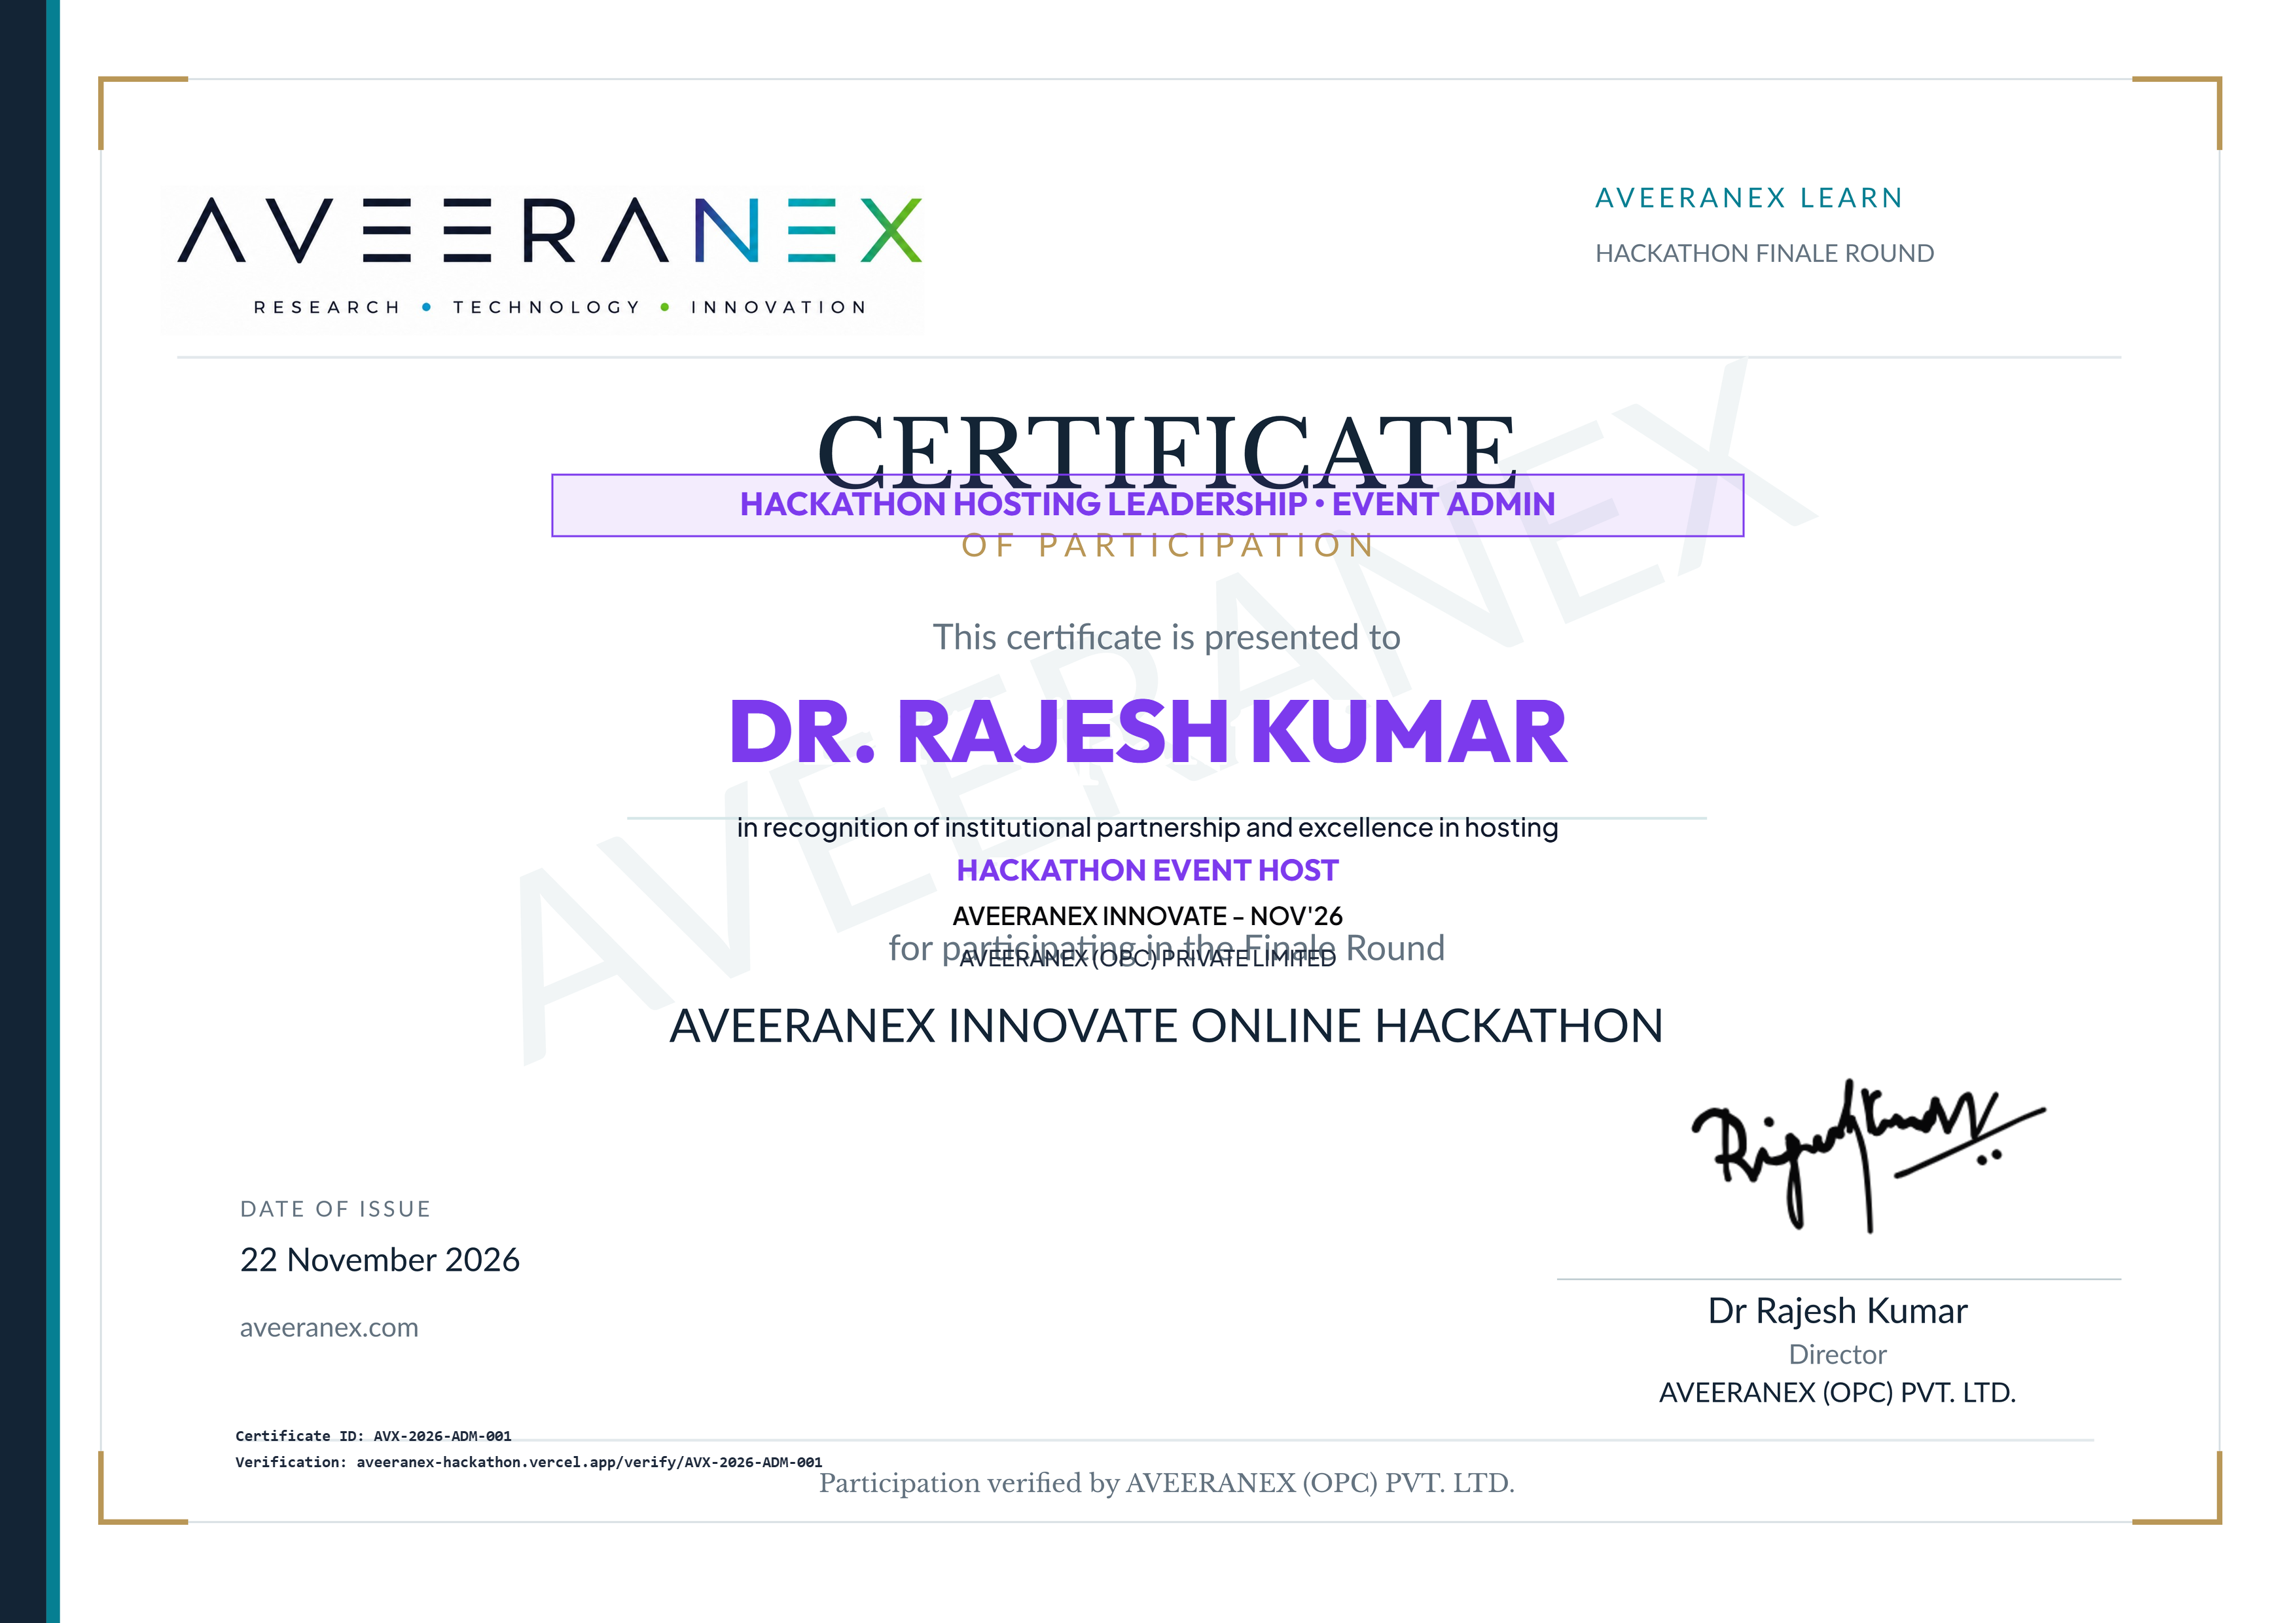 AVEERANEX
RESEARCH • TECHNOLOGY • INNOVATION
AVEERANEX LEARN
HACKATHON FINALE ROUND
CERTIFICATE
HACKATHON HOSTING LEADERSHIP • EVENT ADMIN
OF PARTICIPATION
This certificate is presented to
DR. RAJESH KUMAR
in recognition of institutional partnership and excellence in hosting
HACKATHON EVENT HOST
AVEERANEX INNOVATE – NOV'26
for participating in the Finale Round
AVEERANEX (OPC) PRIVATE LIMITED
AVEERANEX INNOVATE ONLINE HACKATHON
AVEERANEX
DATE OF ISSUE
22 November 2026
aveeranex.com
Rajesh Kumar
Dr Rajesh Kumar
Director
AVEERANEX (OPC) PVT. LTD.
Certificate ID: AVX-2026-ADM-001
Verification: aveeranex-hackathon.vercel.app/verify/AVX-2026-ADM-001
Participation verified by AVEERANEX (OPC) PVT. LTD.